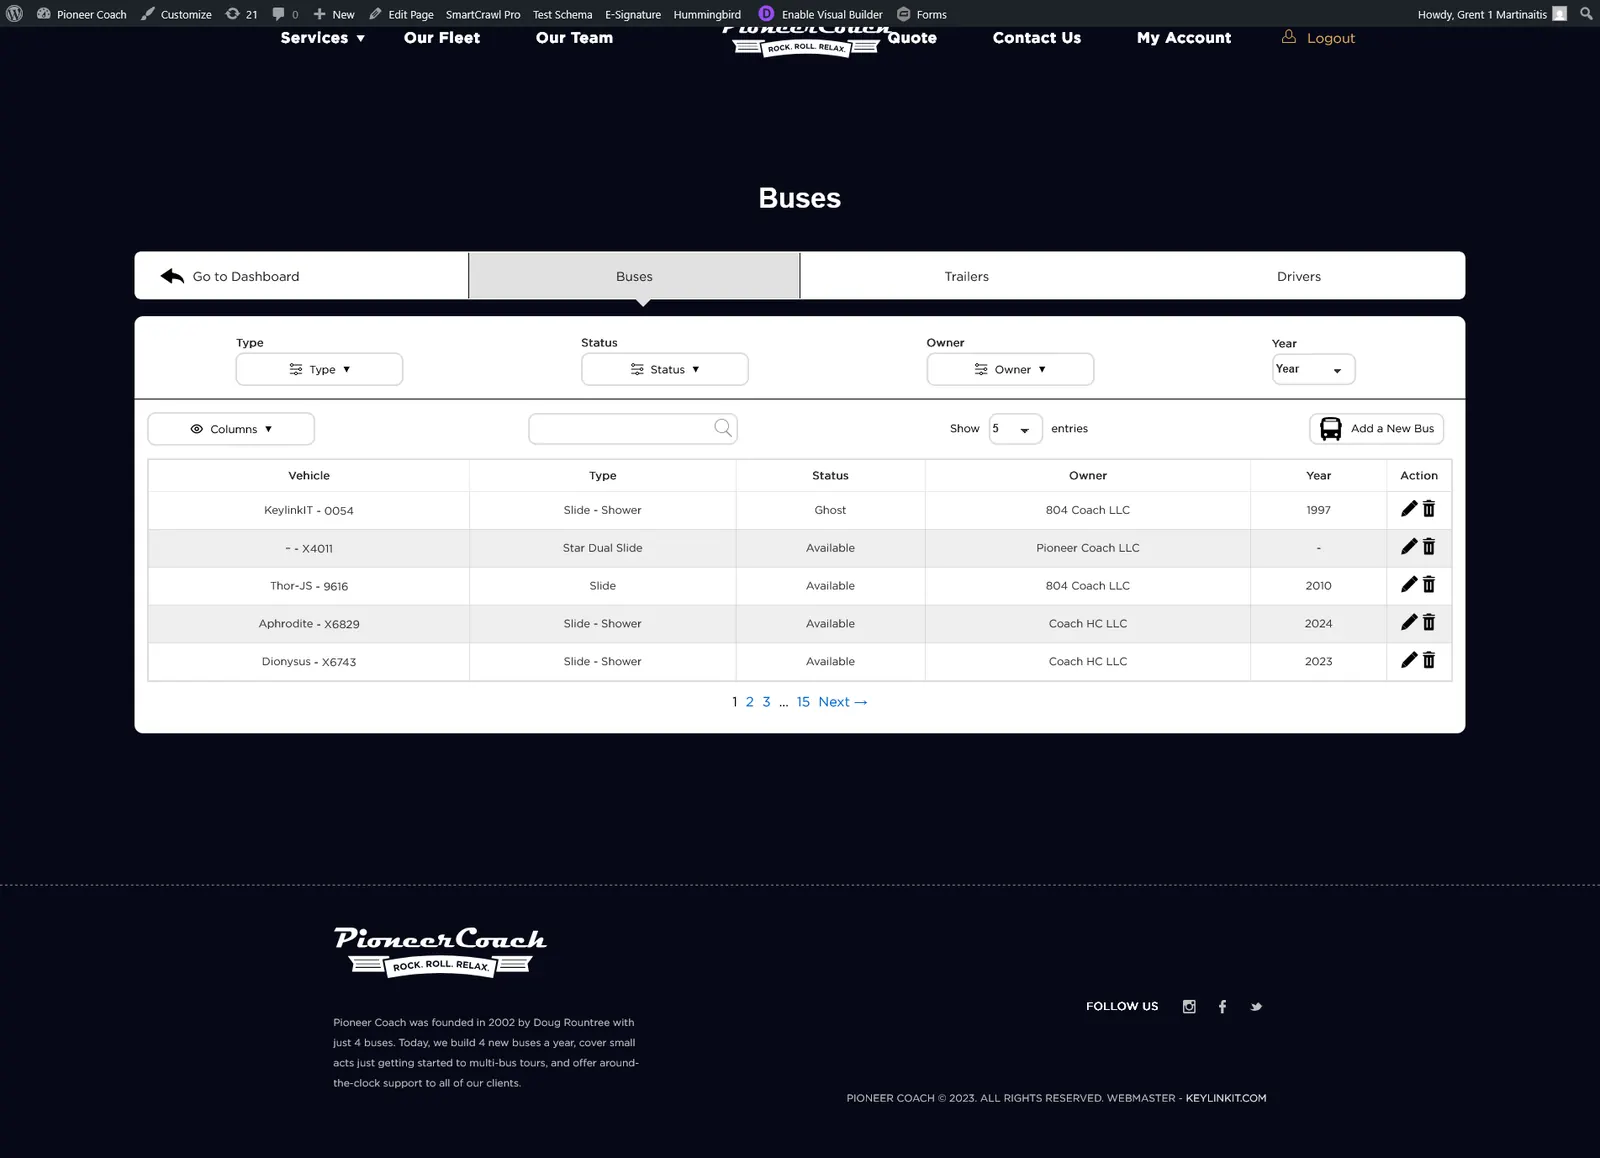 Pioneer Coach Customize 21 0 New Edit Page SmartCrawl Pro Test Schema E-Signature Hummingbird D Enable Visual Builder Forms Howdy, Grent 1 Martinaitis
Services ▼ Our Fleet Our Team PioneerCoach Quote Contact Us My Account Logout
ROCK. ROLL. RELAX.
Buses
Go to Dashboard Buses Trailers Drivers
Type Status Owner Year
Type ▼ Status ▼ Owner ▼ Year
Columns ▼ Show 5 entries Add a New Bus
Vehicle Type Status Owner Year Action
KeylinkIT - 0054 Slide - Shower Ghost 804 Coach LLC 1997
- - X4011 Star Dual Slide Available Pioneer Coach LLC -
Thor-JS - 9616 Slide Available 804 Coach LLC 2010
Aphrodite - X6829 Slide - Shower Available Coach HC LLC 2024
Dionysus - X6743 Slide - Shower Available Coach HC LLC 2023
1 2 3 ... 15 Next →
PioneerCoach
ROCK. ROLL. RELAX.
FOLLOW US
Pioneer Coach was founded in 2002 by Doug Rountree with
just 4 buses. Today, we build 4 new buses a year, cover small
acts just getting started to multi-bus tours, and offer around-
the-clock support to all of our clients.
PIONEER COACH © 2023. ALL RIGHTS RESERVED. WEBMASTER - KEYLINKIT.COM